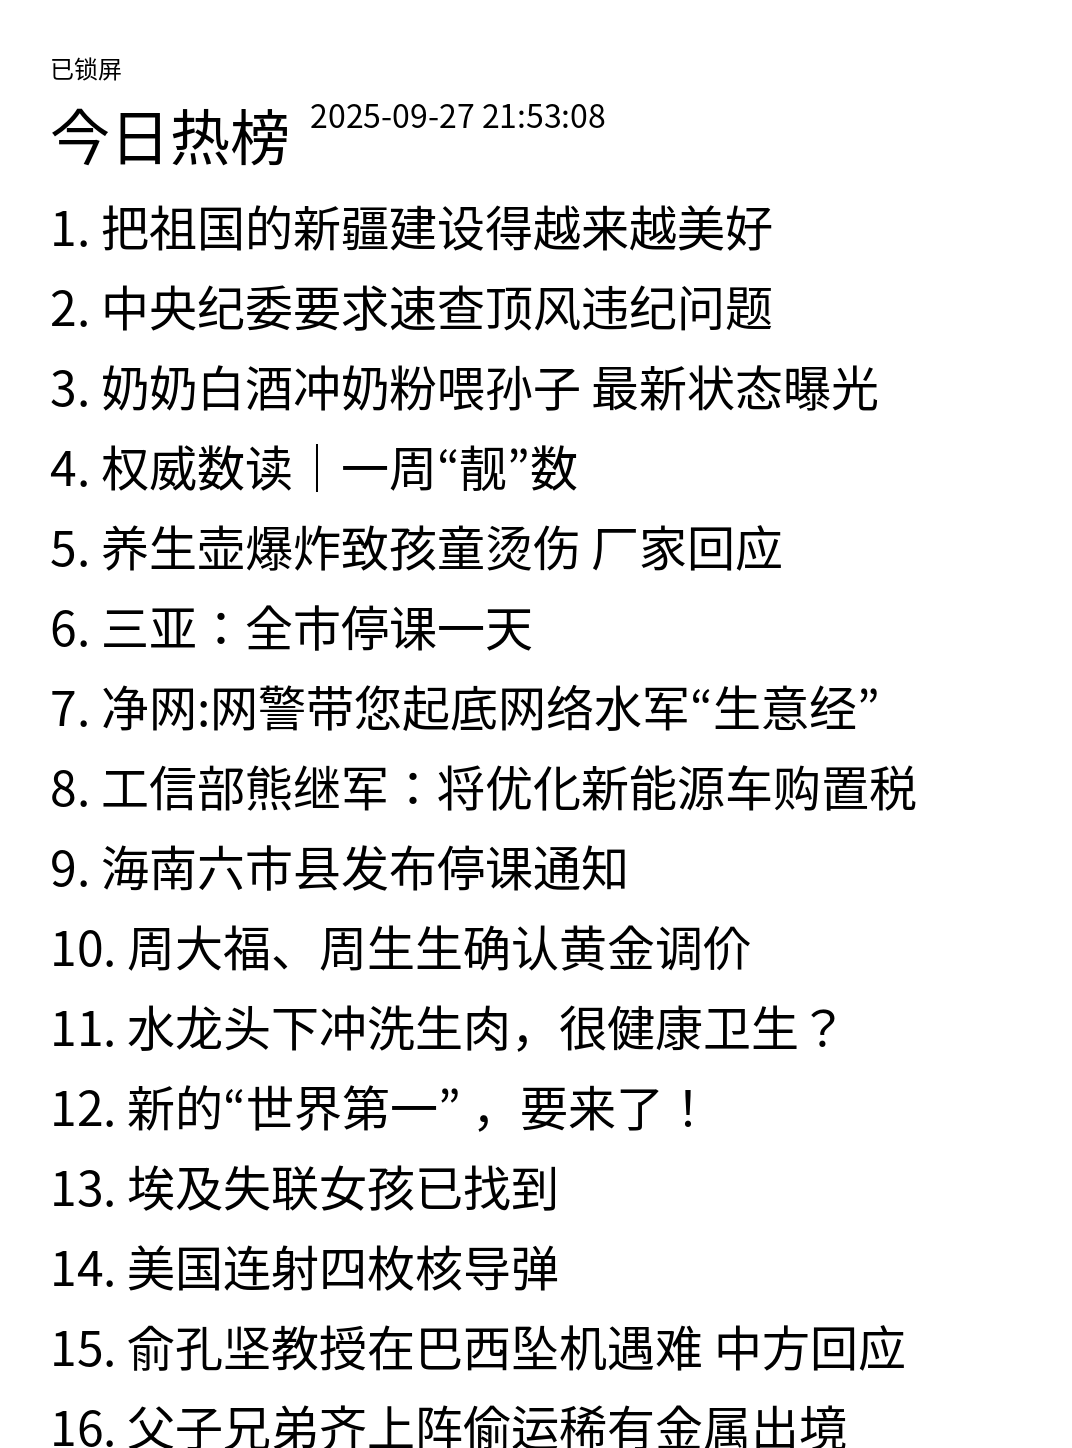 已锁屏
今日热榜 2025-09-27 21:53:08
1. 把祖国的新疆建设得越来越美好
2. 中央纪委要求速查顶风违纪问题
3. 奶奶白酒冲奶粉喂孙子 最新状态曝光
4. 权威数读｜一周“靓”数
5. 养生壶爆炸致孩童烫伤 厂家回应
6. 三亚：全市停课一天
7. 净网:网警带您起底网络水军“生意经”
8. 工信部熊继军：将优化新能源车购置税
9. 海南六市县发布停课通知
10. 周大福、周生生确认黄金调价
11. 水龙头下冲洗生肉，很健康卫生？
12. 新的“世界第一” ，要来了！
13. 埃及失联女孩已找到
14. 美国连射四枚核导弹
15. 俞孔坚教授在巴西坠机遇难 中方回应
16. 父子兄弟齐上阵偷运稀有金属出境